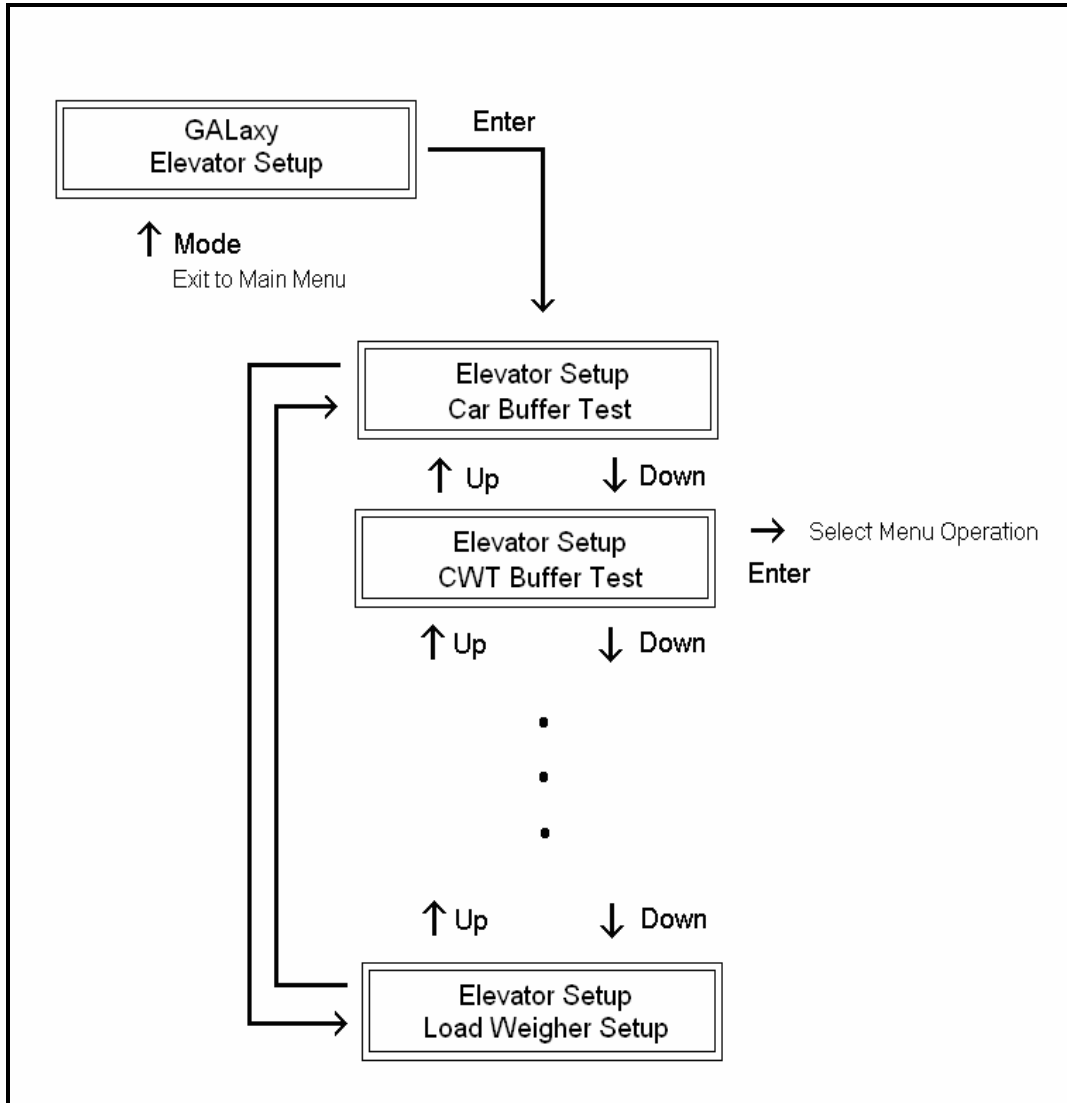 GALaxy
Elevator Setup
Enter
↑ Mode
Exit to Main Menu
Elevator Setup
Car Buffer Test
↑ Up ↓ Down
Elevator Setup
CWT Buffer Test
→ Select Menu Operation
Enter
↑ Up ↓ Down
↑ Up ↓ Down
Elevator Setup
Load Weigher Setup